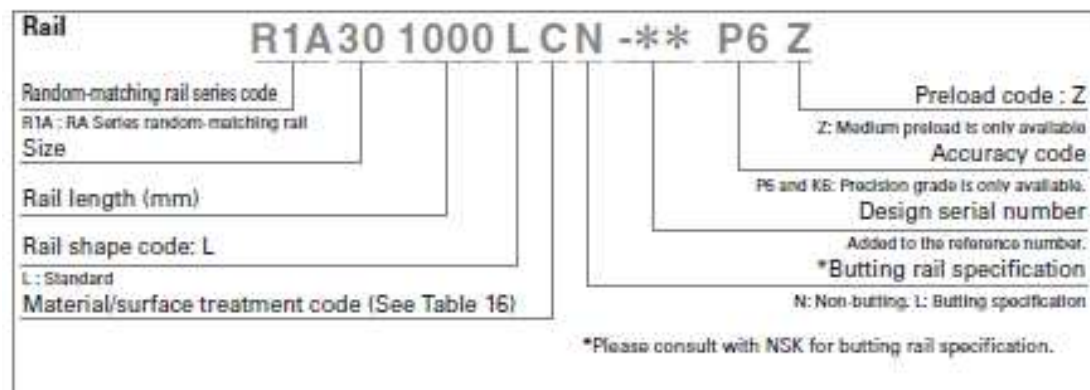 Rail
R1A 30 1000 L C N -** P6 Z
Random-matching rail series code
R1A : RA Series random-matching rail
Size
Rail length (mm)
Rail shape code: L
L : Standard
Material/surface treatment code (See Table 16)
Preload code : Z
Z: Medium preload is only available
Accuracy code
P6 and K6: Precision grade is only available.
Design serial number
Added to the reference number.
*Butting rail specification
N: Non-butting. L: Butting specification
*Please consult with NSK for butting rail specification.